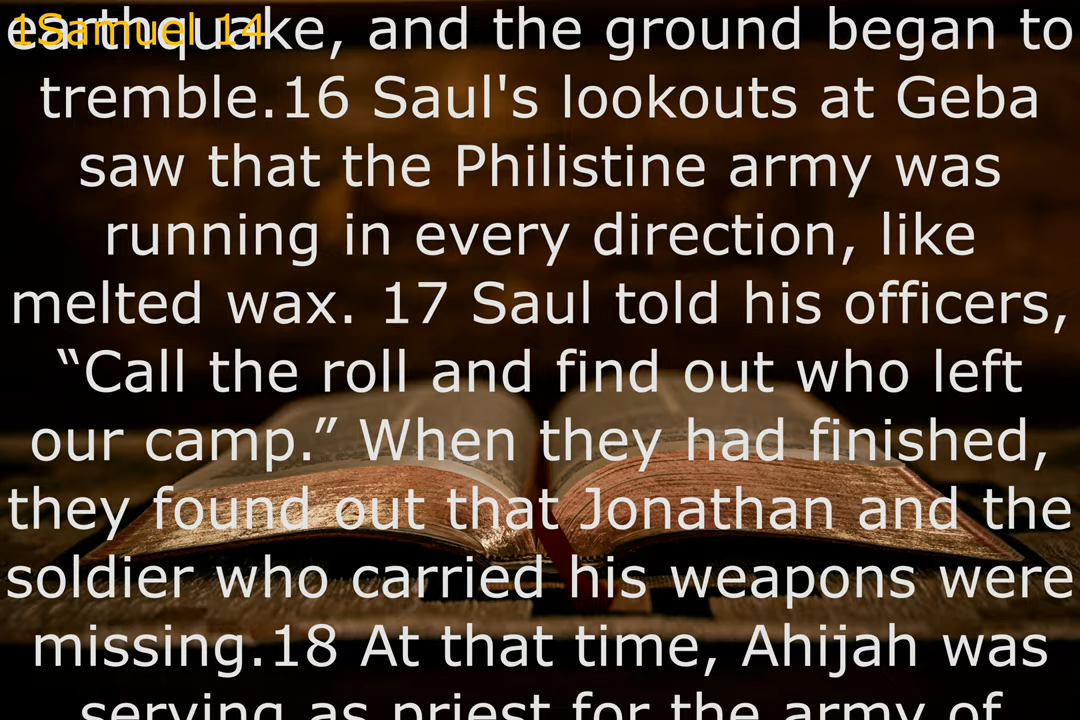 1Samuel 14
earthquake, and the ground began to
tremble.16 Saul's lookouts at Geba
saw that the Philistine army was
running in every direction, like
melted wax. 17 Saul told his officers,
“Call the roll and find out who left
our camp.” When they had finished,
they found out that Jonathan and the
soldier who carried his weapons were
missing.18 At that time, Ahijah was
serving as priest for the army of